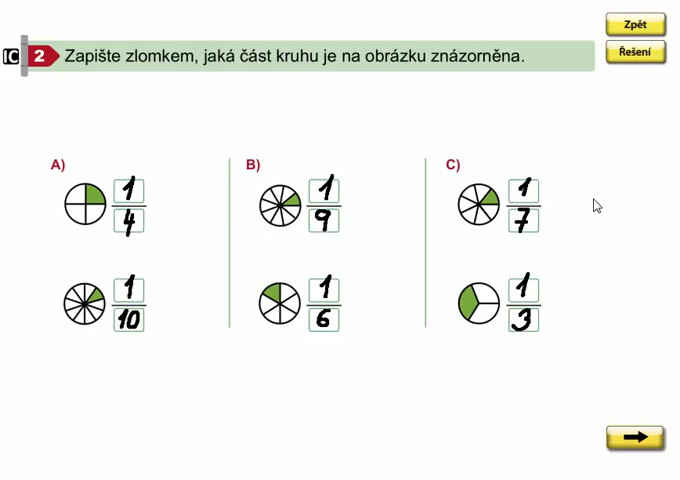 Zpět
2 Zapište zlomkem, jaká část kruhu je na obrázku znázorněna.
Řešení
A)
B)
C)
1
4
1
9
1
7
1
10
1
6
1
3